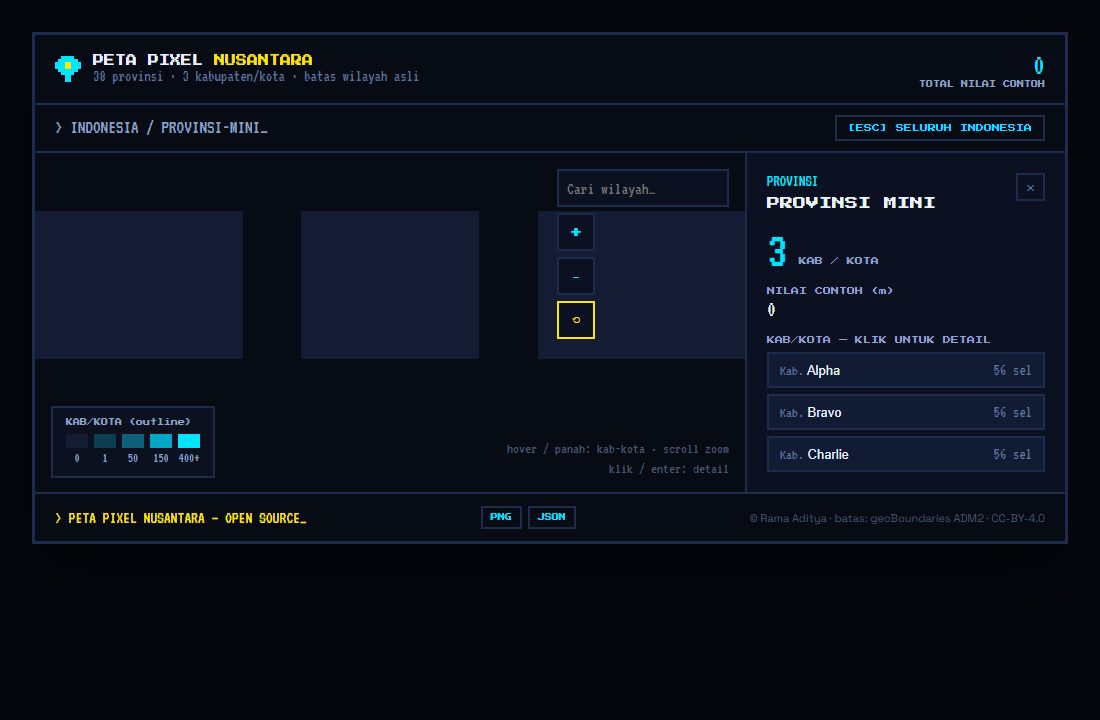 PETA PIXEL NUSANTARA
38 provinsi · 3 kabupaten/kota · batas wilayah asli
0
TOTAL NILAI CONTOH
❯ INDONESIA / PROVINSI-MINI_
[ESC] SELURUH INDONESIA
Cari wilayah…
+
−
⟲
PROVINSI
PROVINSI MINI
×
3 KAB / KOTA
NILAI CONTOH (m)
0
KAB/KOTA — KLIK UNTUK DETAIL
Kab. Alpha 56 sel
Kab. Bravo 56 sel
Kab. Charlie 56 sel
KAB/KOTA (outline)
0 1 50 150 400+
hover / panah: kab-kota · scroll zoom
klik / enter: detail
❯ PETA PIXEL NUSANTARA — OPEN SOURCE_
PNG JSON
© Rama Aditya · batas: geoBoundaries ADM2 · CC-BY-4.0